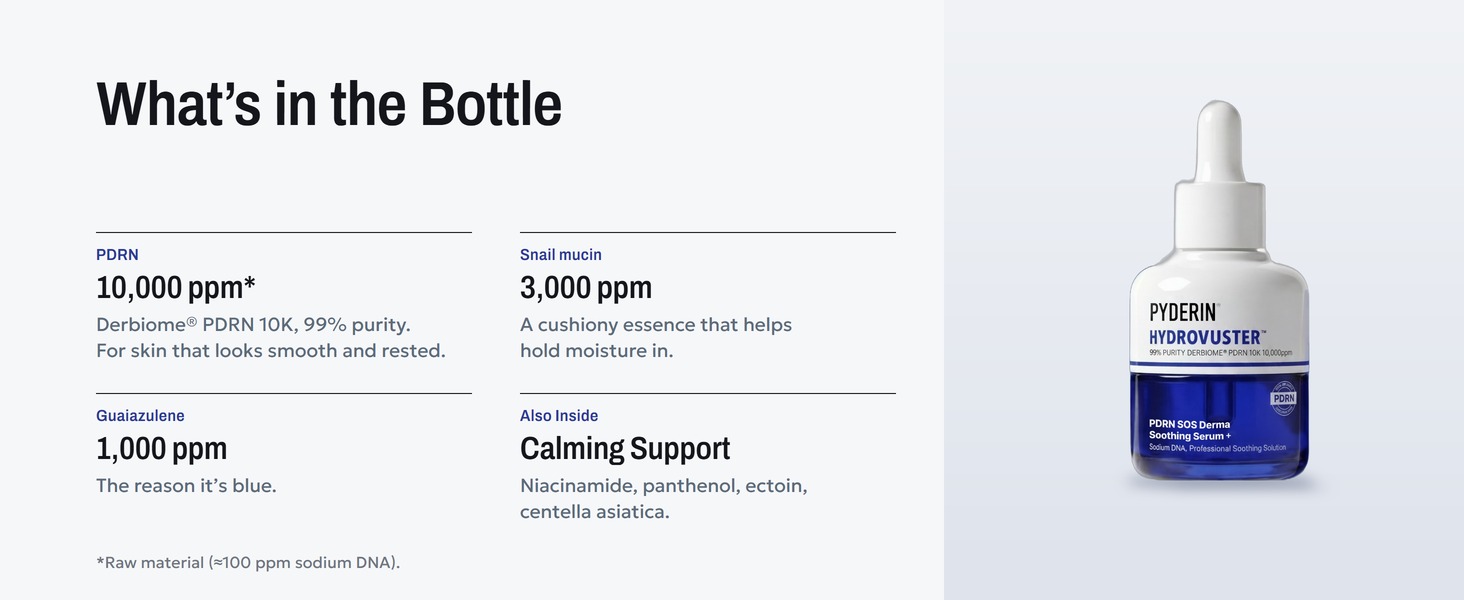 What’s in the Bottle
PDRN
10,000 ppm*
Derbiome® PDRN 10K, 99% purity.
For skin that looks smooth and rested.
Snail mucin
3,000 ppm
A cushiony essence that helps
hold moisture in.
Guaiazulene
1,000 ppm
The reason it’s blue.
Also Inside
Calming Support
Niacinamide, panthenol, ectoin,
centella asiatica.
*Raw material (≈100 ppm sodium DNA).
PYDERIN
HYDROVUSTER™
99% PURITY DERBIOME® PDRN 10K 10,000ppm
PDRN
PDRN SOS Derma
Soothing Serum +
Sodium DNA, Professional Soothing Solution